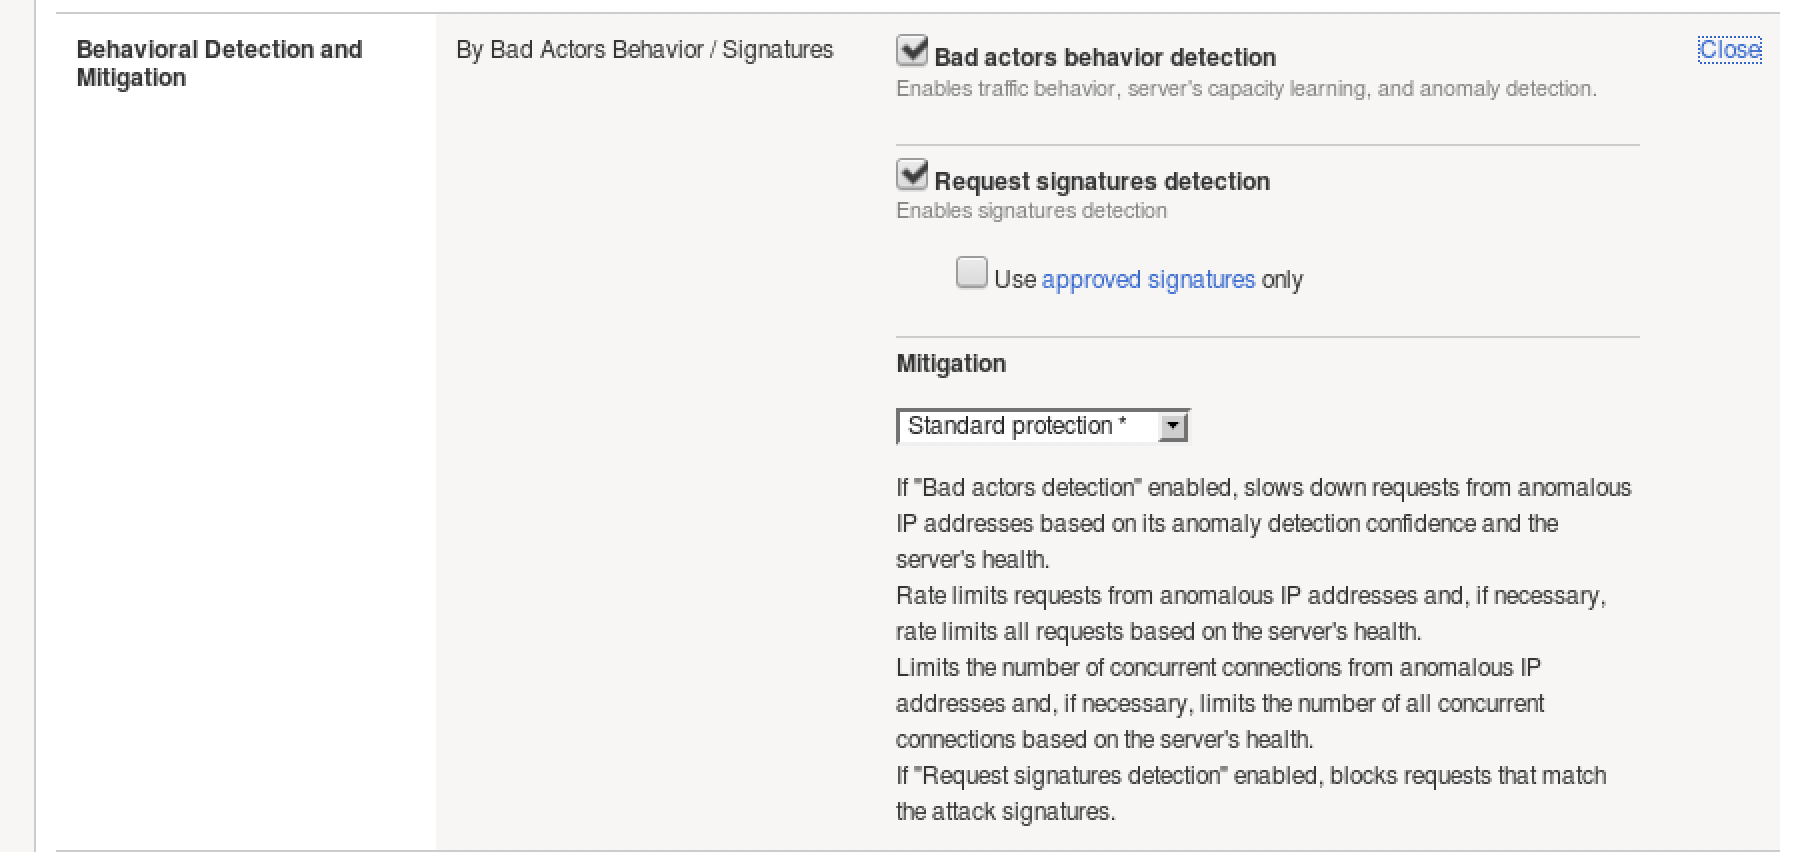 Behavioral Detection and
Mitigation
By Bad Actors Behavior / Signatures
Bad actors behavior detection
Enables traffic behavior, server's capacity learning, and anomaly detection.
Close
Request signatures detection
Enables signatures detection
Use approved signatures only
Mitigation
Standard protection *
If "Bad actors detection" enabled, slows down requests from anomalous
IP addresses based on its anomaly detection confidence and the
server's health.
Rate limits requests from anomalous IP addresses and, if necessary,
rate limits all requests based on the server's health.
Limits the number of concurrent connections from anomalous IP
addresses and, if necessary, limits the number of all concurrent
connections based on the server's health.
If "Request signatures detection" enabled, blocks requests that match
the attack signatures.